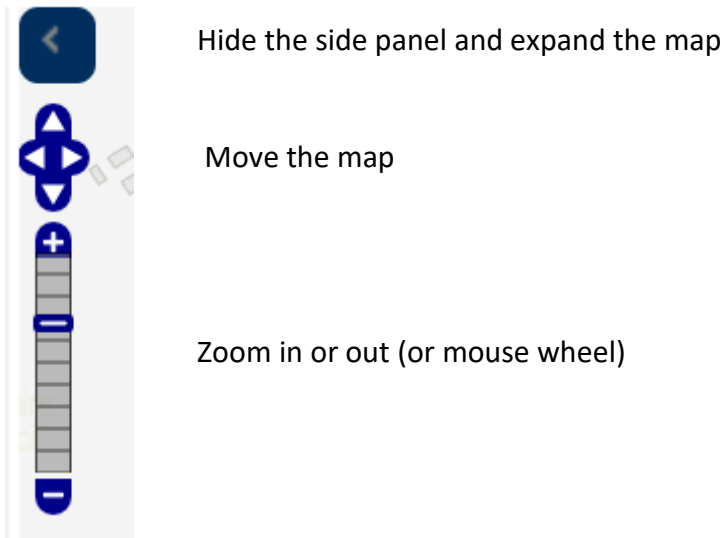 Hide the side panel and expand the map
Move the map
Zoom in or out (or mouse wheel)